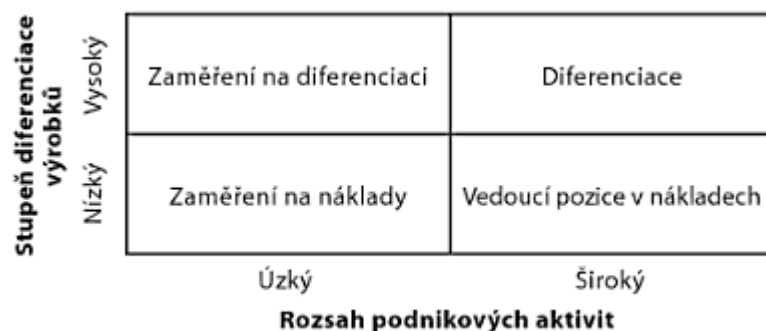 Stupeň diferenciace
výrobků
Vysoký
Nízký
Zaměření na diferenciaci
Diferenciace
Zaměření na náklady
Vedoucí pozice v nákladech
Úzký
Široký
Rozsah podnikových aktivit